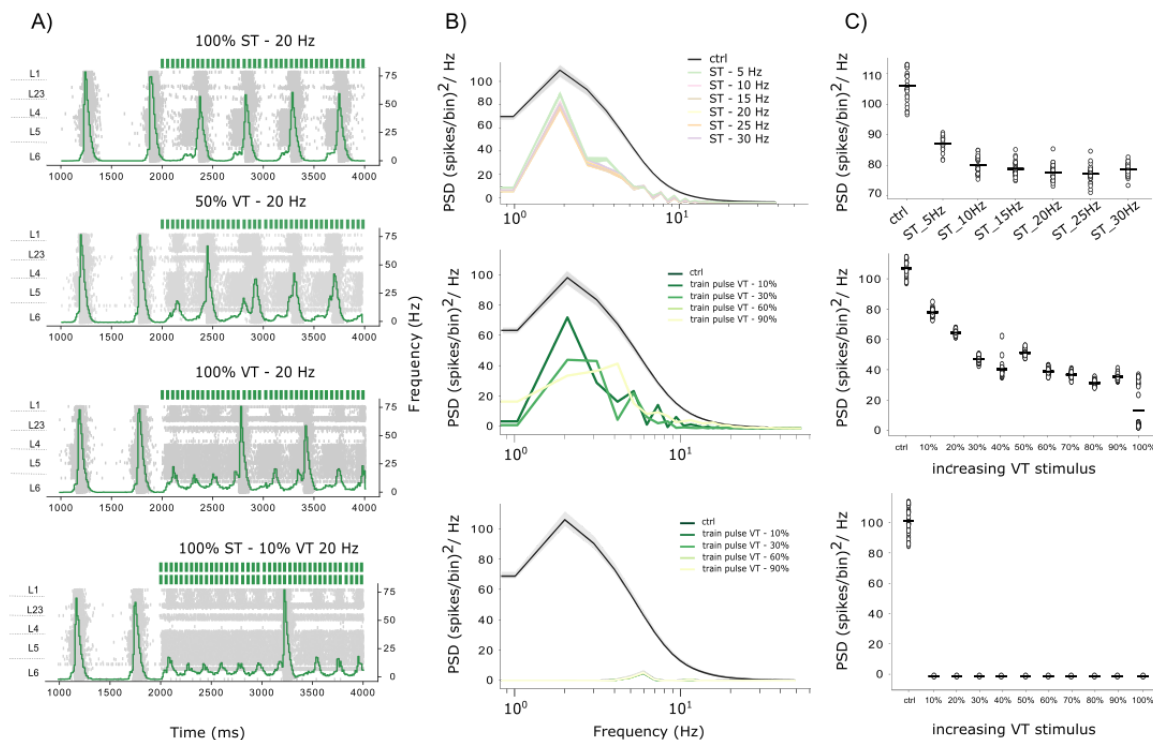 A)
100% ST - 20 Hz
L1
L23
L4
L5
L6
75
50
25
0
1000 1500 2000 2500 3000 3500 4000
50% VT - 20 Hz
L1
L23
L4
L5
L6
75
50
25
0
1000 1500 2000 2500 3000 3500 4000
100% VT - 20 Hz
L1
L23
L4
L5
L6
75
50
25
0
1000 1500 2000 2500 3000 3500 4000
100% ST - 10% VT 20 Hz
L1
L23
L4
L5
L6
75
50
25
0
1000 1500 2000 2500 3000 3500 4000
Time (ms)
Frequency (Hz)
B)
PSD (spikes/bin)²/ Hz
100
80
60
40
20
0
10⁰ 10¹
ctrl
ST - 5 Hz
ST - 10 Hz
ST - 15 Hz
ST - 20 Hz
ST - 25 Hz
ST - 30 Hz
PSD (spikes/bin)²/ Hz
100
80
60
40
20
0
10⁰ 10¹
ctrl
train pulse VT - 10%
train pulse VT - 30%
train pulse VT - 60%
train pulse VT - 90%
PSD (spikes/bin)²/ Hz
100
80
60
40
20
0
10⁰ 10¹
ctrl
train pulse VT - 10%
train pulse VT - 30%
train pulse VT - 60%
train pulse VT - 90%
Frequency (Hz)
C)
PSD (spikes/bin)²/ Hz
110
100
90
80
70
ctrl ST_5Hz ST_10Hz ST_15Hz ST_20Hz ST_25Hz ST_30Hz
PSD (spikes/bin)²/ Hz
100
80
60
40
20
0
ctrl 10% 20% 30% 40% 50% 60% 70% 80% 90% 100%
increasing VT stimulus
PSD (spikes/bin)²/ Hz
100
80
60
40
20
0
ctrl 10% 20% 30% 40% 50% 60% 70% 80% 90% 100%
increasing VT stimulus